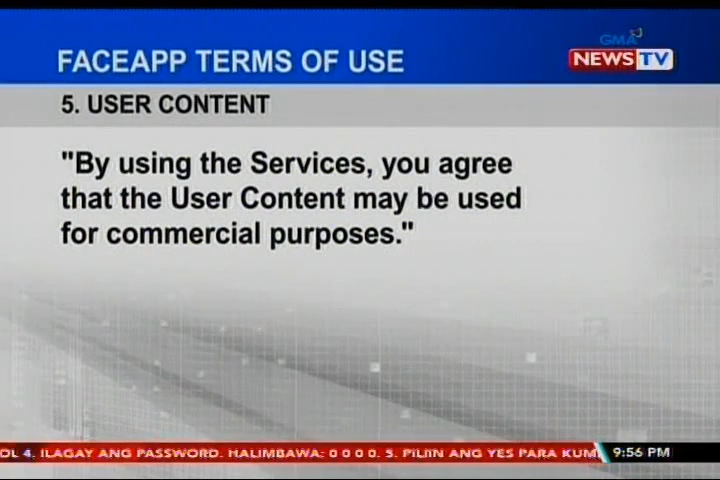 FACEAPP TERMS OF USE
GMA
NEWS TV
5. USER CONTENT
"By using the Services, you agree
that the User Content may be used
for commercial purposes."
OL 4. ILAGAY ANG PASSWORD. HALIMBAWA: 0 0 0 0. 5. PILIIN ANG YES PARA KUM
9:56 PM